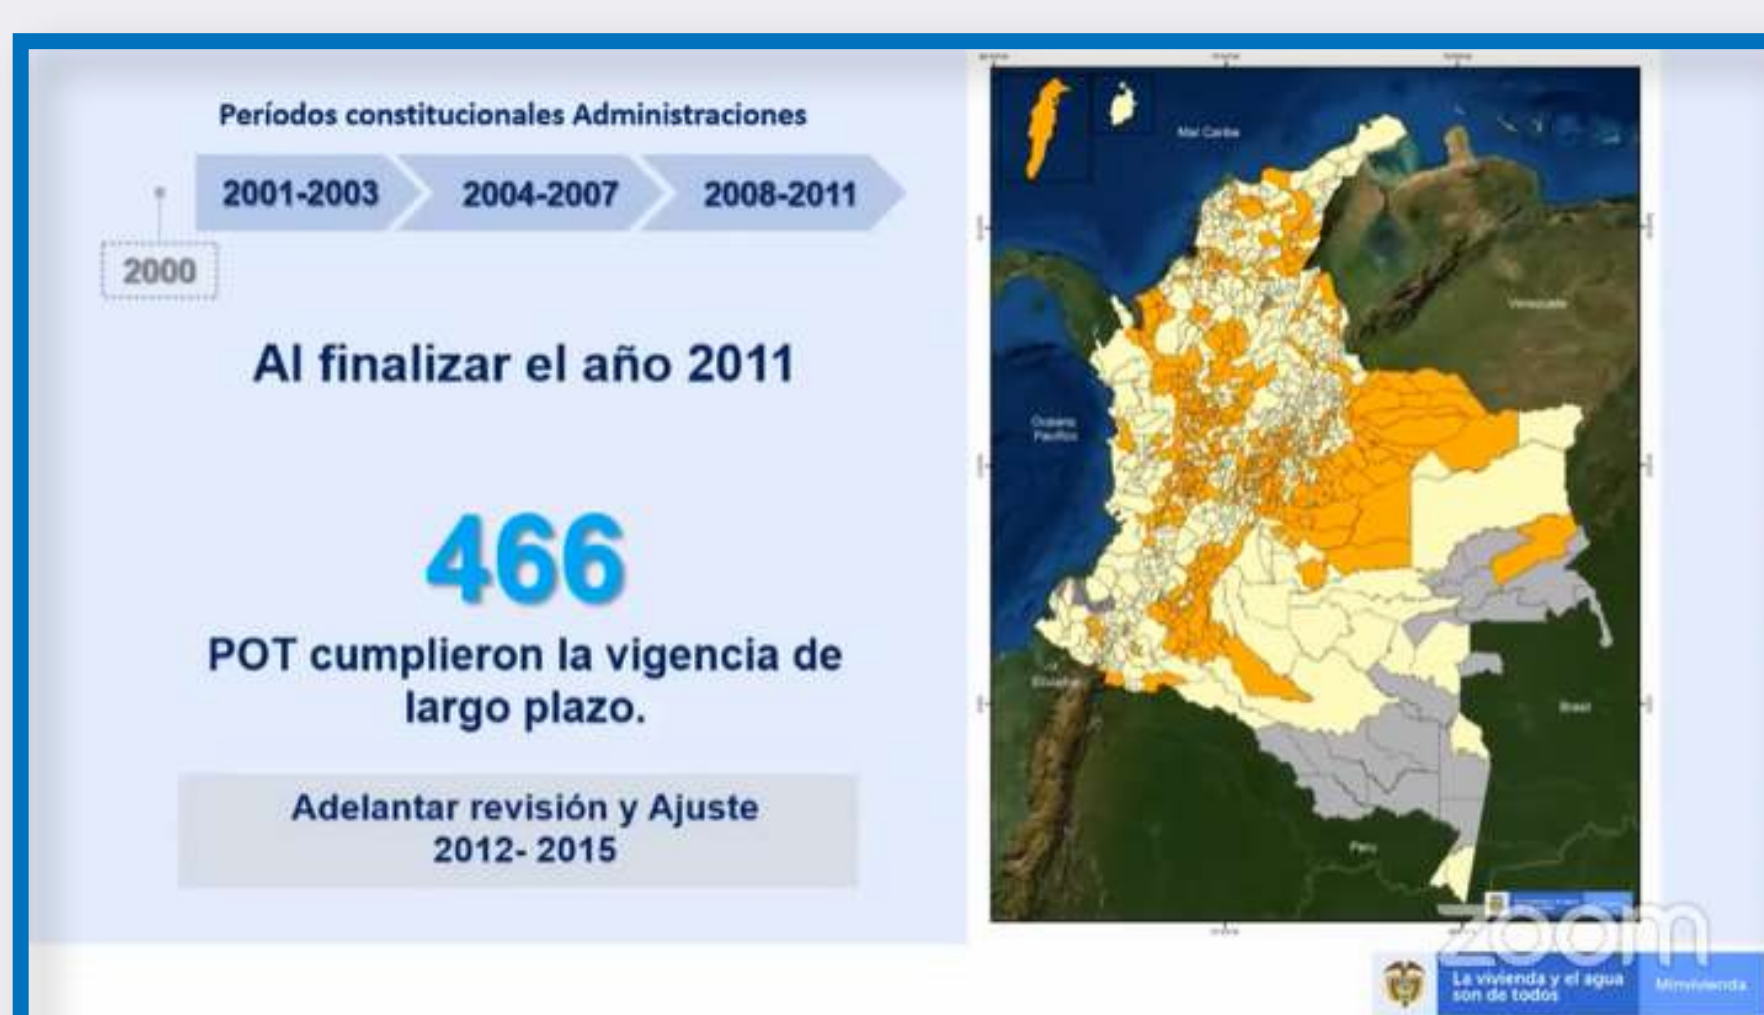 Períodos constitucionales Administraciones
2001-2003
2004-2007
2008-2011
2000
Al finalizar el año 2011
466
POT cumplieron la vigencia de
largo plazo.
Adelantar revisión y Ajuste
2012- 2015
Mar Caribe
Venezuela
Oceano
Pacífico
Ecuador
Brasil
Peru
zoom
La vivienda y el agua
son de todos
Minvivienda